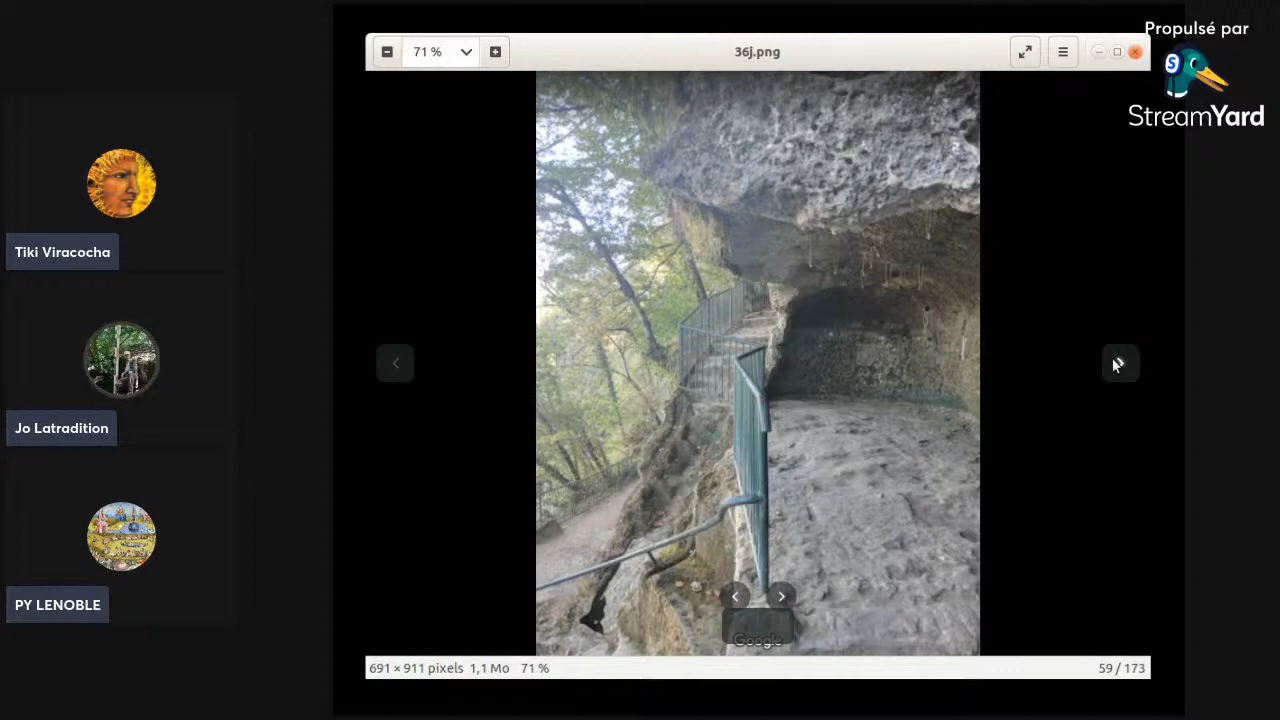 Propulsé par
StreamYard
71 %
36j.png
Tiki Viracocha
Jo Latradition
PY LENOBLE
Google
691 × 911 pixels 1,1 Mo 71 %
59 / 173